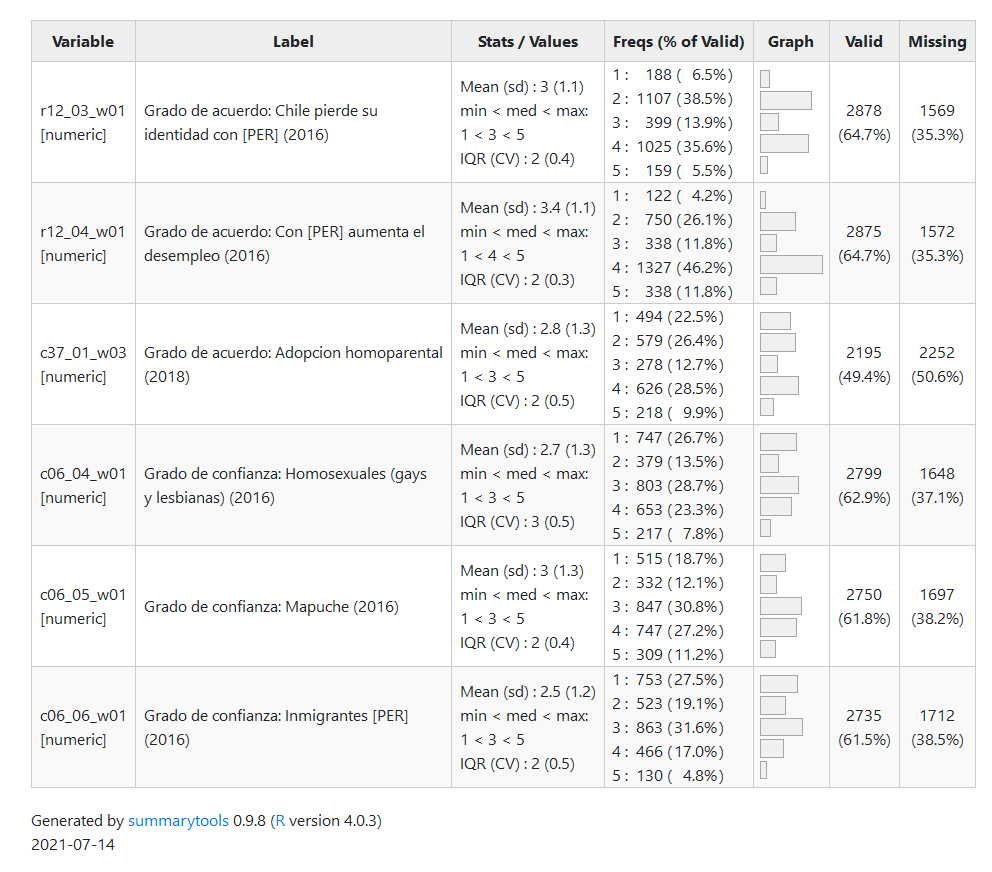 Variable Label Stats / Values Freqs (% of Valid) Graph Valid Missing
r12_03_w01
[numeric]
Grado de acuerdo: Chile pierde su
identidad con [PER] (2016)
Mean (sd) : 3 (1.1)
min < med < max:
1 < 3 < 5
IQR (CV) : 2 (0.4)
1 : 188 ( 6.5%)
2 : 1107 (38.5%)
3 : 399 (13.9%)
4 : 1025 (35.6%)
5 : 159 ( 5.5%)
2878
(64.7%)
1569
(35.3%)
r12_04_w01
[numeric]
Grado de acuerdo: Con [PER] aumenta el
desempleo (2016)
Mean (sd) : 3.4 (1.1)
min < med < max:
1 < 4 < 5
IQR (CV) : 2 (0.3)
1 : 122 ( 4.2%)
2 : 750 (26.1%)
3 : 338 (11.8%)
4 : 1327 (46.2%)
5 : 338 (11.8%)
2875
(64.7%)
1572
(35.3%)
c37_01_w03
[numeric]
Grado de acuerdo: Adopcion homoparental
(2018)
Mean (sd) : 2.8 (1.3)
min < med < max:
1 < 3 < 5
IQR (CV) : 2 (0.5)
1 : 494 (22.5%)
2 : 579 (26.4%)
3 : 278 (12.7%)
4 : 626 (28.5%)
5 : 218 ( 9.9%)
2195
(49.4%)
2252
(50.6%)
c06_04_w01
[numeric]
Grado de confianza: Homosexuales (gays
y lesbianas) (2016)
Mean (sd) : 2.7 (1.3)
min < med < max:
1 < 3 < 5
IQR (CV) : 3 (0.5)
1 : 747 (26.7%)
2 : 379 (13.5%)
3 : 803 (28.7%)
4 : 653 (23.3%)
5 : 217 ( 7.8%)
2799
(62.9%)
1648
(37.1%)
c06_05_w01
[numeric]
Grado de confianza: Mapuche (2016)
Mean (sd) : 3 (1.3)
min < med < max:
1 < 3 < 5
IQR (CV) : 2 (0.4)
1 : 515 (18.7%)
2 : 332 (12.1%)
3 : 847 (30.8%)
4 : 747 (27.2%)
5 : 309 (11.2%)
2750
(61.8%)
1697
(38.2%)
c06_06_w01
[numeric]
Grado de confianza: Inmigrantes [PER]
(2016)
Mean (sd) : 2.5 (1.2)
min < med < max:
1 < 3 < 5
IQR (CV) : 2 (0.5)
1 : 753 (27.5%)
2 : 523 (19.1%)
3 : 863 (31.6%)
4 : 466 (17.0%)
5 : 130 ( 4.8%)
2735
(61.5%)
1712
(38.5%)
Generated by summarytools 0.9.8 (R version 4.0.3)
2021-07-14